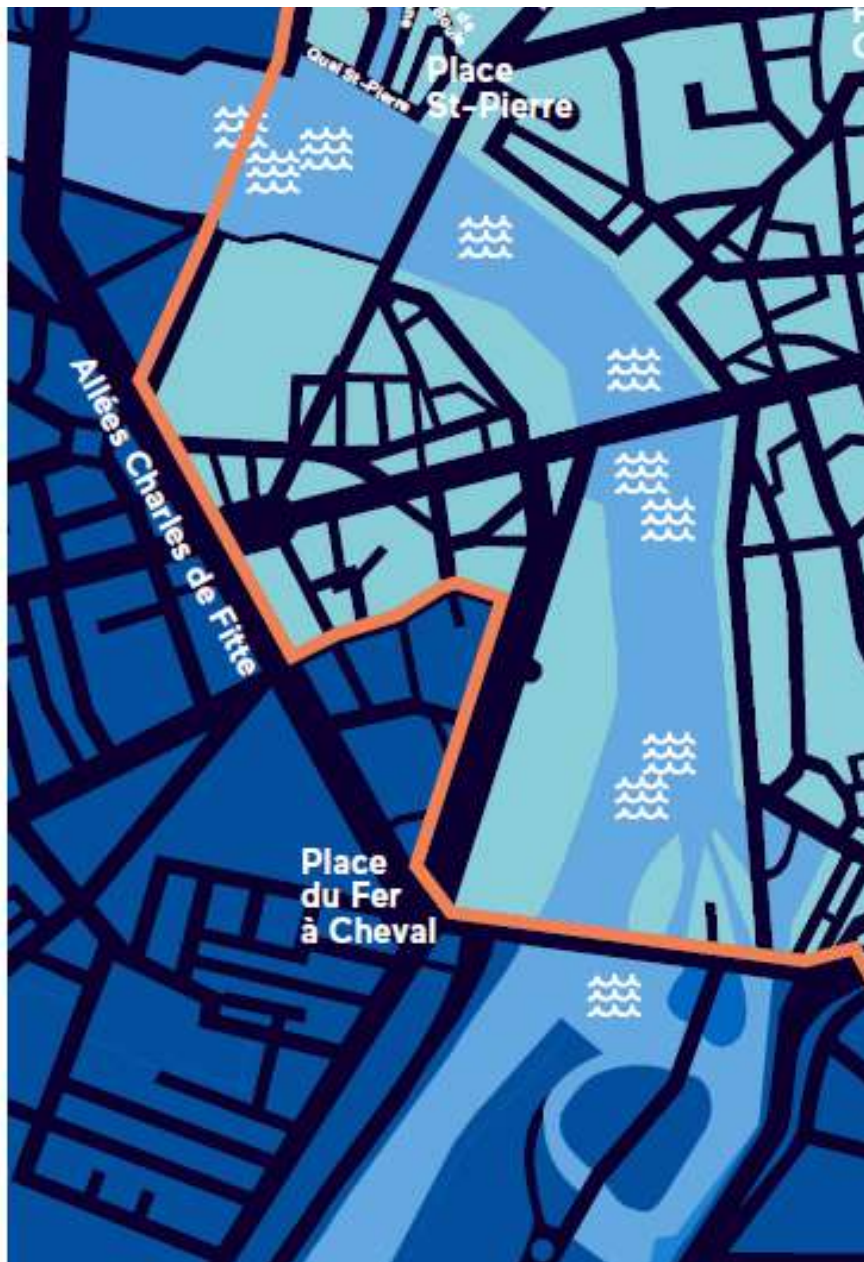 Quai St-Pierre
Place
St-Pierre
Allées Charles de Fitte
Place
du Fer
à Cheval